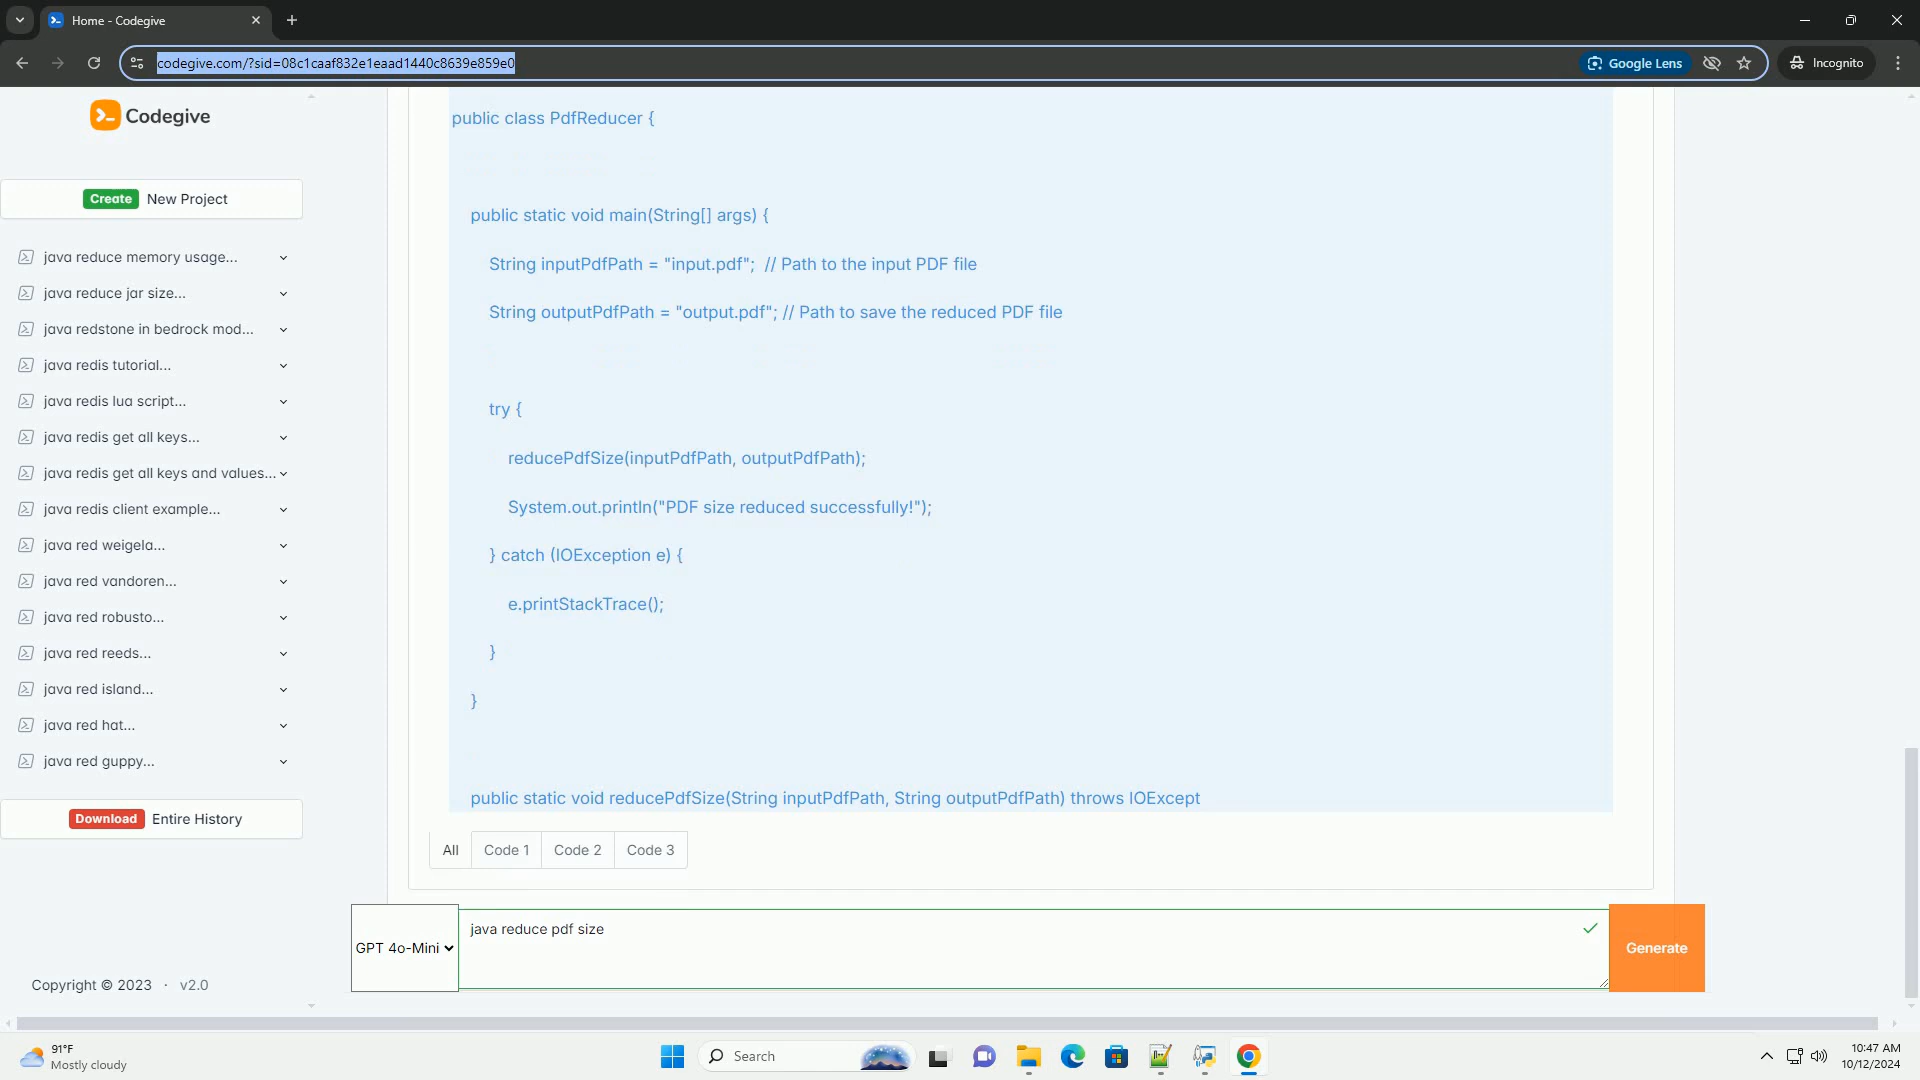 Home - Codegive
codegive.com/?sid=08c1caaf832e1eaad1440c8639e859e0
Google Lens
Incognito
Codegive
Create New Project
java reduce memory usage...
java reduce jar size...
java redstone in bedrock mod...
java redis tutorial...
java redis lua script...
java redis get all keys...
java redis get all keys and values...
java redis client example...
java red weigela...
java red vandoren...
java red robusto...
java red reeds...
java red island...
java red hat...
java red guppy...
Download Entire History
Copyright © 2023 · v2.0
public class PdfReducer {
public static void main(String[] args) {
String inputPdfPath = "input.pdf"; // Path to the input PDF file
String outputPdfPath = "output.pdf"; // Path to save the reduced PDF file
try {
reducePdfSize(inputPdfPath, outputPdfPath);
System.out.println("PDF size reduced successfully!");
} catch (IOException e) {
e.printStackTrace();
}
}
public static void reducePdfSize(String inputPdfPath, String outputPdfPath) throws IOExcept
All Code 1 Code 2 Code 3
GPT 4o-Mini
java reduce pdf size
Generate
91°F
Mostly cloudy
Search
10:47 AM
10/12/2024